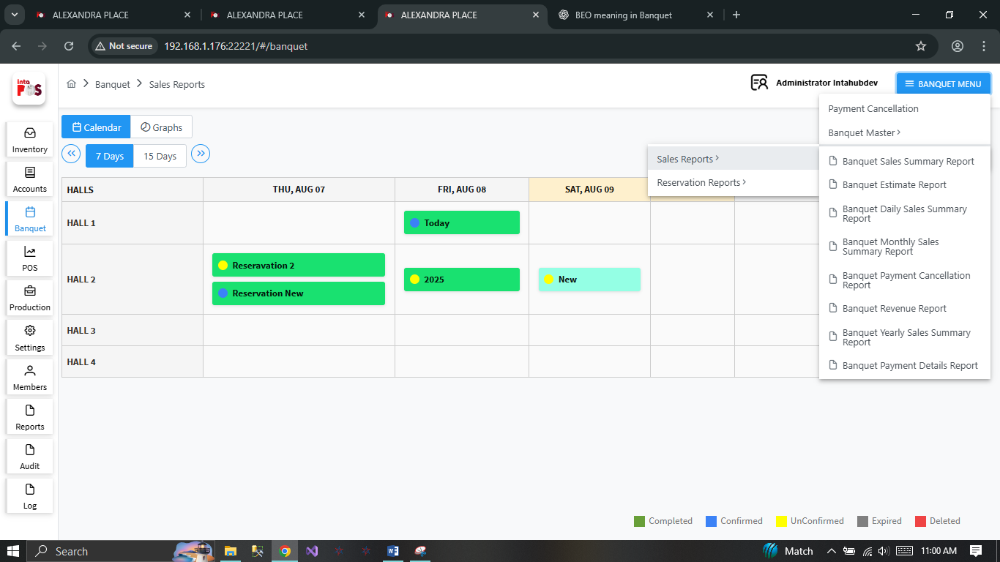 ALEXANDRA PLACE
ALEXANDRA PLACE
ALEXANDRA PLACE
BEO meaning in Banquet
Not secure
192.168.1.176:22221/#/banquet
inta
POS
Banquet
Sales Reports
Administrator Intahubdev
BANQUET MENU
Payment Cancellation
Banquet Master
Calendar
Graphs
7 Days
15 Days
Sales Reports
Reservation Reports
Banquet Sales Summary Report
Banquet Estimate Report
Banquet Daily Sales Summary
Report
Banquet Monthly Sales
Summary Report
Banquet Payment Cancellation
Report
Banquet Revenue Report
Banquet Yearly Sales Summary
Report
Banquet Payment Details Report
Inventory
Accounts
Banquet
POS
Production
Settings
Members
Reports
Audit
Log
HALLS
THU, AUG 07
FRI, AUG 08
SAT, AUG 09
HALL 1
Today
HALL 2
Reseravation 2
Reservation New
2025
New
HALL 3
HALL 4
Completed
Confirmed
UnConfirmed
Expired
Deleted
Search
Match
11:00 AM